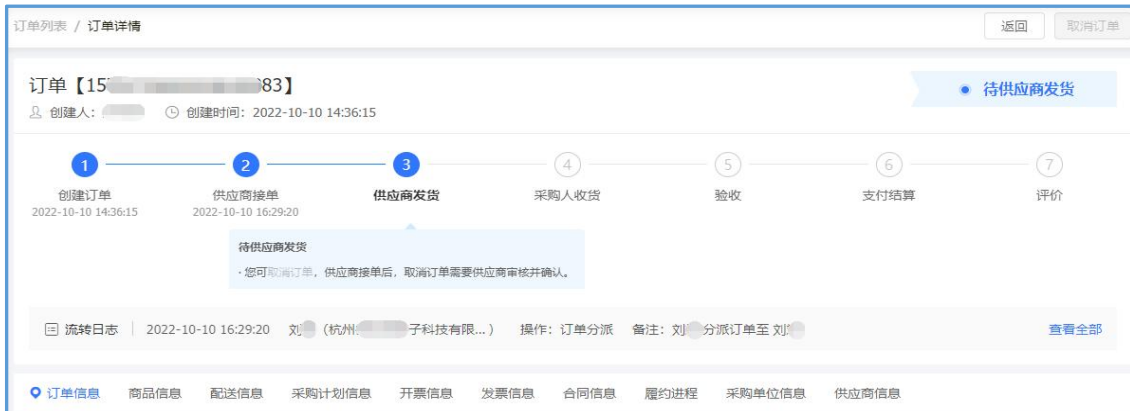 订单列表 / 订单详情 返回 取消订单
订单【15 83】 待供应商发货
创建人： 创建时间：2022-10-10 14:36:15
1 2 3 4 5 6 7
创建订单 供应商接单 供应商发货 采购人收货 验收 支付结算 评价
2022-10-10 14:36:15 2022-10-10 16:29:20
待供应商发货
· 您可取消订单，供应商接单后，取消订单需要供应商审核并确认。
流转日志 2022-10-10 16:29:20 刘 （杭州 子科技有限...） 操作：订单分派 备注：刘 分派订单至 刘 查看全部
订单信息 商品信息 配送信息 采购计划信息 开票信息 发票信息 合同信息 履约进程 采购单位信息 供应商信息